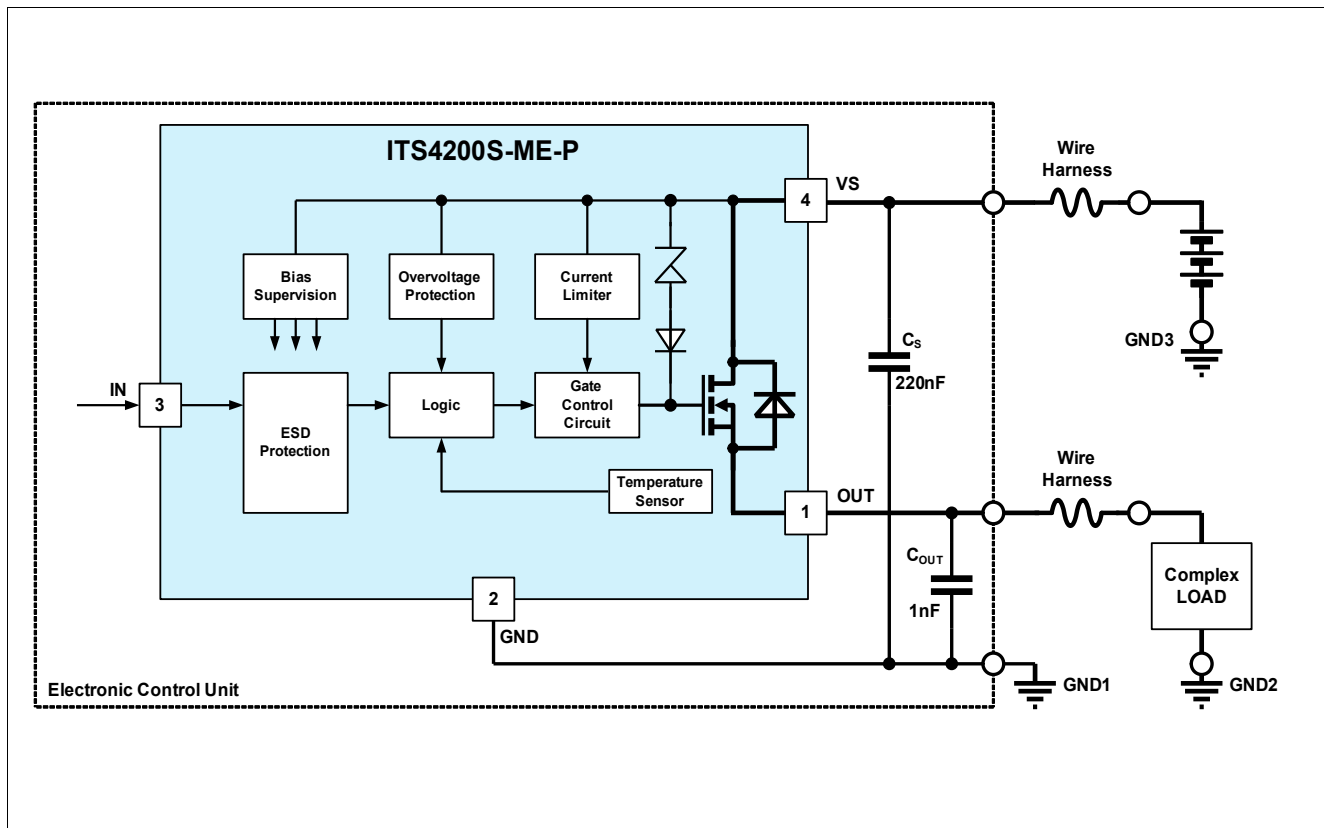 ITS4200S-ME-P
Wire
Harness
VS
4
Bias
Supervision
Overvoltage
Protection
Current
Limiter
GND3
CS
220nF
IN
3
ESD
Protection
Logic
Gate
Control
Circuit
Temperature
Sensor
Wire
Harness
OUT
1
COUT
1nF
Complex
LOAD
2
GND
Electronic Control Unit
GND1
GND2